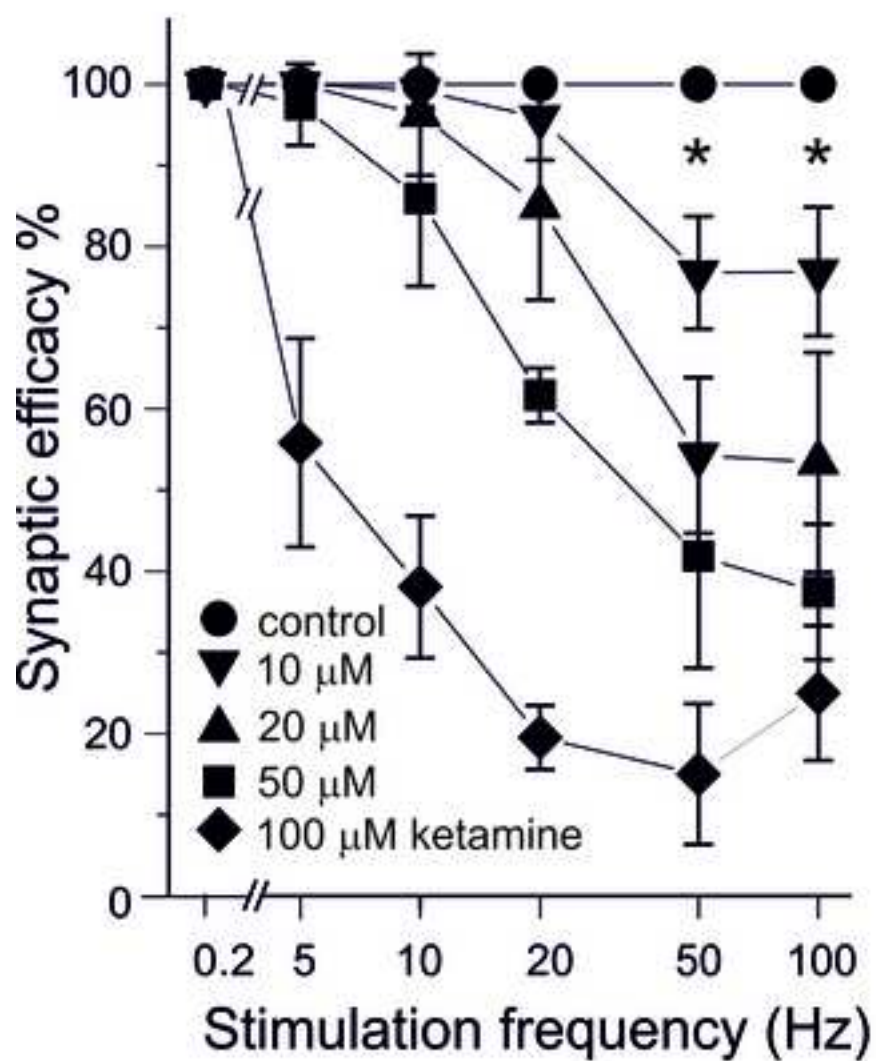 Synaptic efficacy %
100
80
60
40
20
0
* *
control
10 μM
20 μM
50 μM
100 μM ketamine
0.2 5 10 20 50 100
Stimulation frequency (Hz)